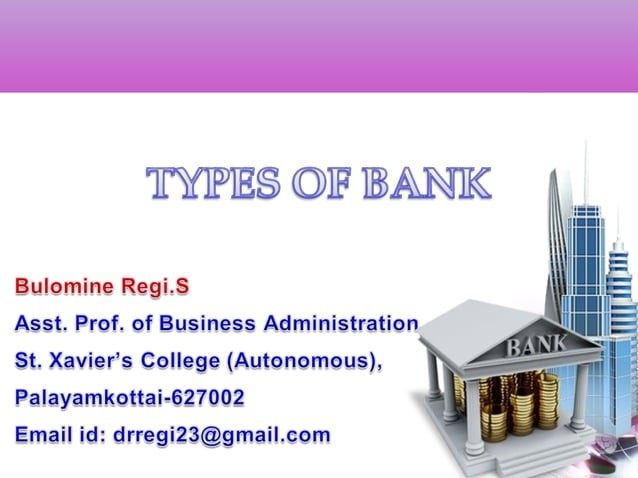 TYPES OF BANK
Bulomine Regi.S
Asst. Prof. of Business Administration
St. Xavier’s College (Autonomous),
Palayamkottai-627002
Email id: drregi23@gmail.com
BANK